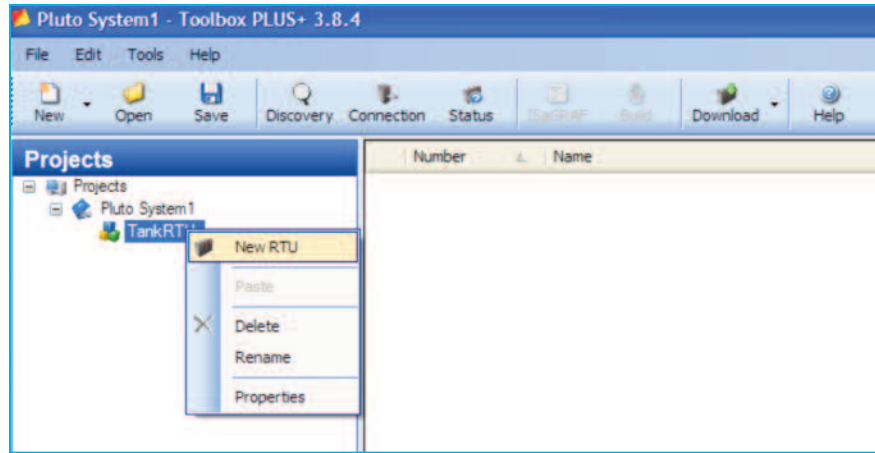 Pluto System1 - Toolbox PLUS+ 3.8.4
File Edit Tools Help
New Open Save Discovery Connection Status ISaGRAF Build Download Help
Projects
Number Name
Projects
Pluto System1
TankRTU
New RTU
Paste
Delete
Rename
Properties